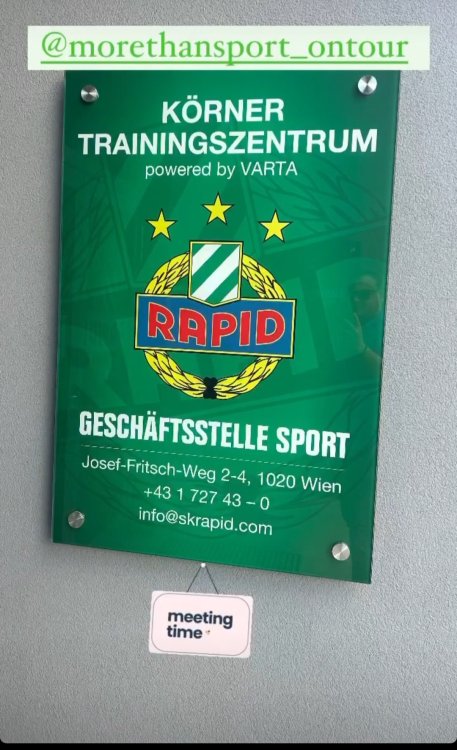 @morethansport_ontour
KÖRNER
TRAININGSZENTRUM
powered by VARTA
RAPID
GESCHÄFTSSTELLE SPORT
Josef-Fritsch-Weg 2-4, 1020 Wien
+43 1 727 43 – 0
info@skrapid.com
meeting
time